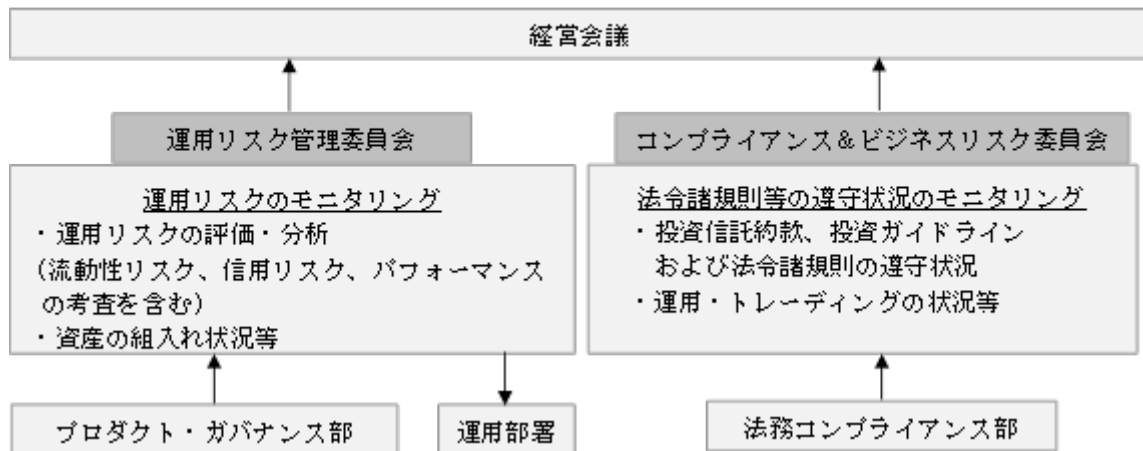 経営会議
運用リスク管理委員会
運用リスクのモニタリング
・運用リスクの評価・分析
(流動性リスク、信用リスク、パフォーマンス
の考査を含む)
・資産の組入れ状況等
コンプライアンス&ビジネスリスク委員会
法令諸規則等の遵守状況のモニタリング
・投資信託約款、投資ガイドライン
および法令諸規則の遵守状況
・運用・トレーディングの状況等
プロダクト・ガバナンス部
運用部署
法務コンプライアンス部